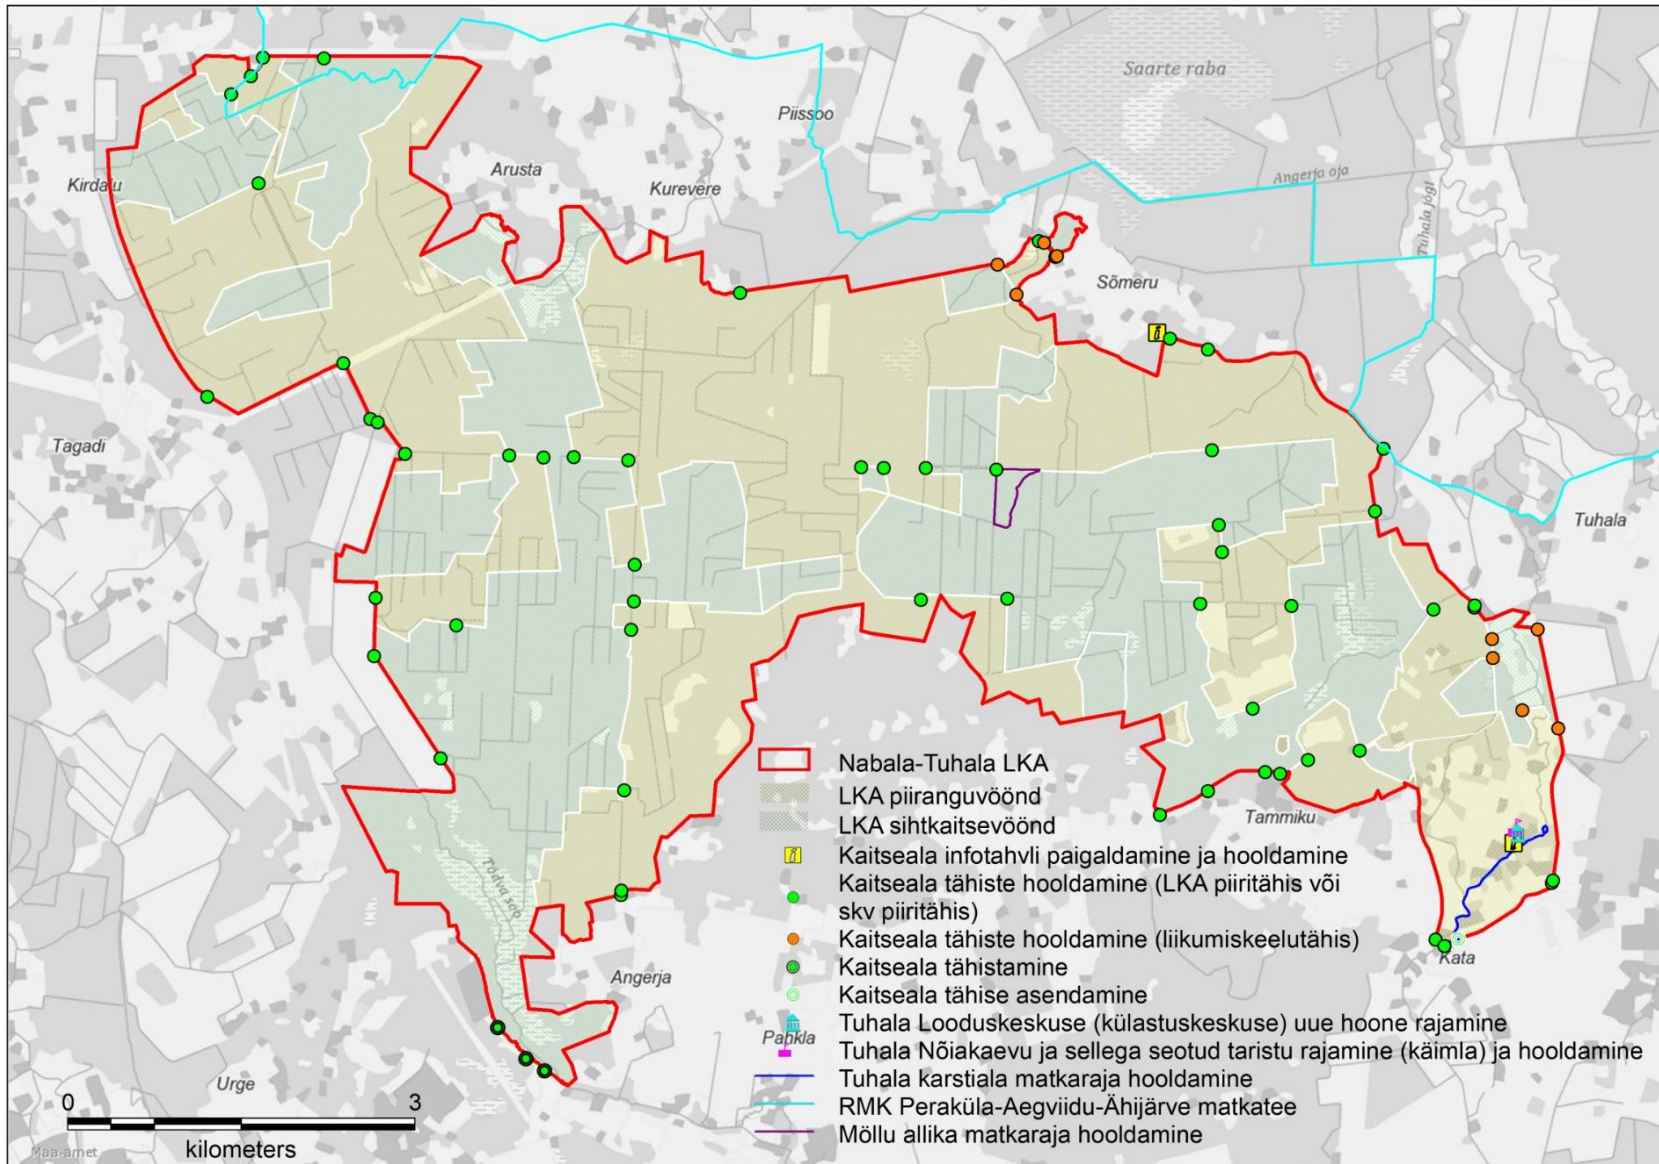 Saarte raba
Piissoo
Arusta
Angerja oja
Kirdalu
Kurevere
Tuhala jõgi
Sõmeru
Tagadi
Tuhala
Nabala-Tuhala LKA
LKA piiranguvöönd
LKA sihtkaitsevöönd
Tammiku
Kaitseala infotahvli paigaldamine ja hooldamine
Kaitseala tähiste hooldamine (LKA piiritähis või
skv piiritähis)
Tõdva soo
Kaitseala tähiste hooldamine (liikumiskeelutähis)
Kata
Kaitseala tähistamine
Angerja
Kaitseala tähise asendamine
Tuhala Looduskeskuse (külastuskeskuse) uue hoone rajamine
Pahkla
Tuhala Nõiakaevu ja sellega seotud taristu rajamine (käimla) ja hooldamine
Urge
Tuhala karstiala matkaraja hooldamine
0 3
RMK Peraküla-Aegviidu-Ähijärve matkatee
Möllu allika matkaraja hooldamine
kilometers
Maa-amet